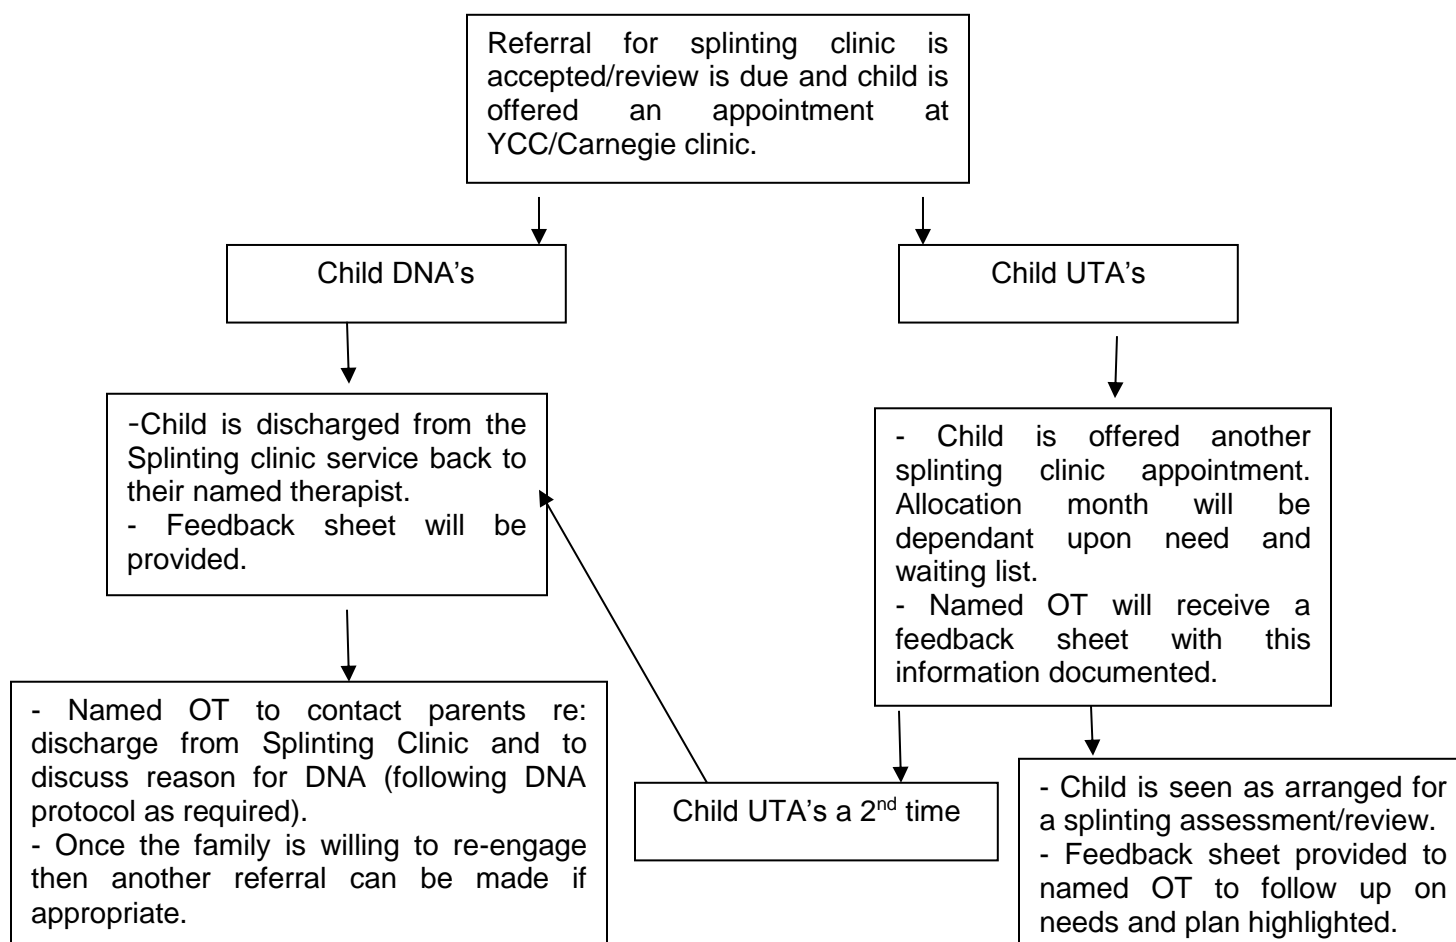 Referral for splinting clinic is
accepted/review is due and child is
offered an appointment at
YCC/Carnegie clinic.
Child DNA’s
Child UTA’s
-Child is discharged from the
Splinting clinic service back to
their named therapist.
- Feedback sheet will be
provided.
- Child is offered another
splinting clinic appointment.
Allocation month will be
dependant upon need and
waiting list.
- Named OT will receive a
feedback sheet with this
information documented.
- Named OT to contact parents re:
discharge from Splinting Clinic and to
discuss reason for DNA (following DNA
protocol as required).
- Once the family is willing to re-engage
then another referral can be made if
appropriate.
Child UTA’s a 2nd time
- Child is seen as arranged for
a splinting assessment/review.
- Feedback sheet provided to
named OT to follow up on
needs and plan highlighted.